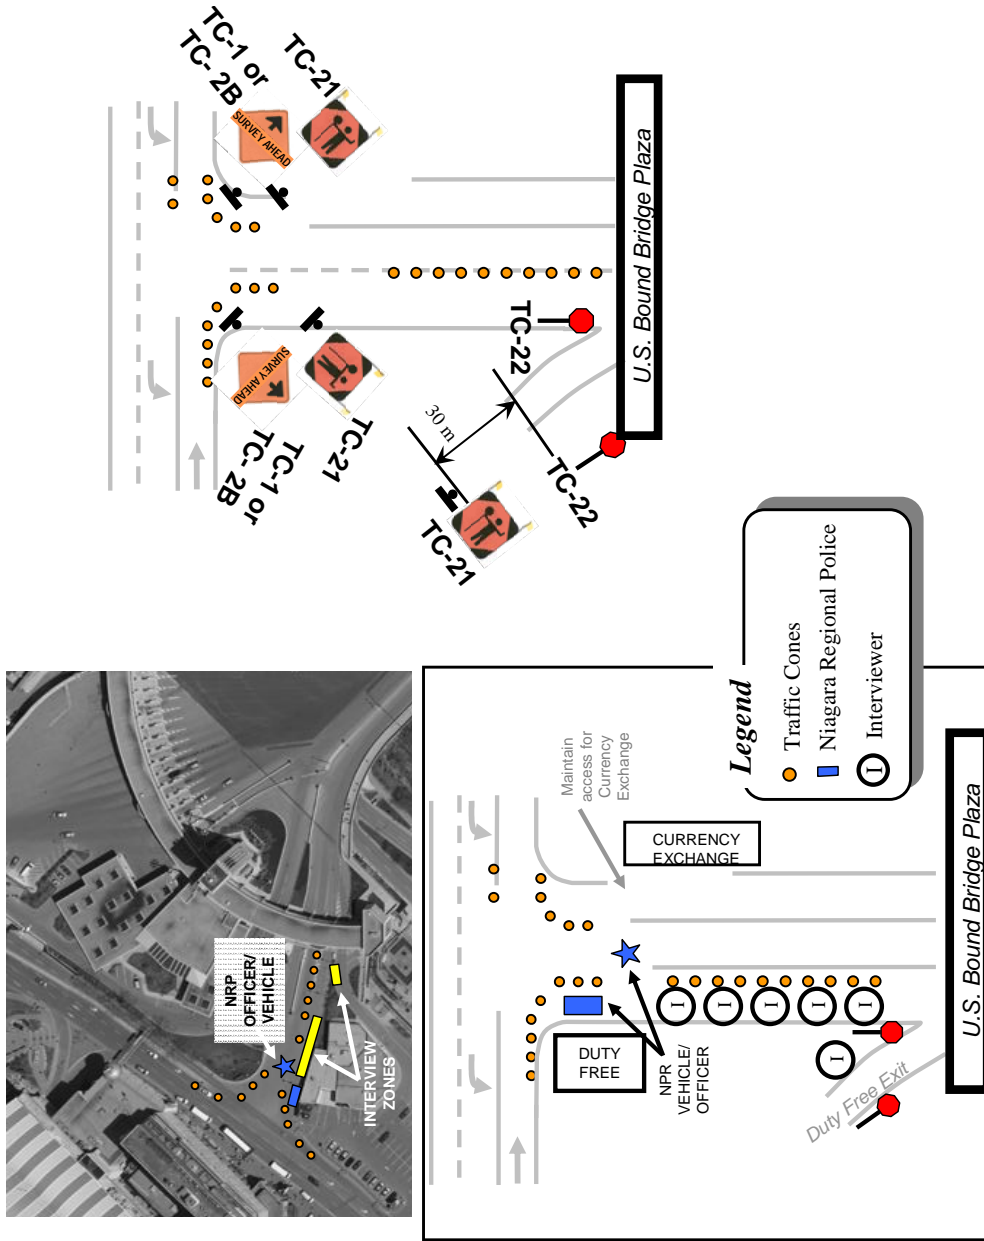 TC-1 or
TC- 2B
TC-21
SURVEY AHEAD
U.S. Bound Bridge Plaza
TC-22
SURVEY AHEAD
TC-21
TC-1 or
TC- 2B
30 m
TC-22
TC-21
Legend
Traffic Cones
Niagara Regional Police
I
Interviewer
NRP
OFFICER/
VEHICLE
INTERVIEW
ZONES
Maintain
access for
Currency
Exchange
CURRENCY
EXCHANGE
DUTY
FREE
NPR
VEHICLE/
OFFICER
I
I
I
I
I
I
Duty Free Exit
U.S. Bound Bridge Plaza